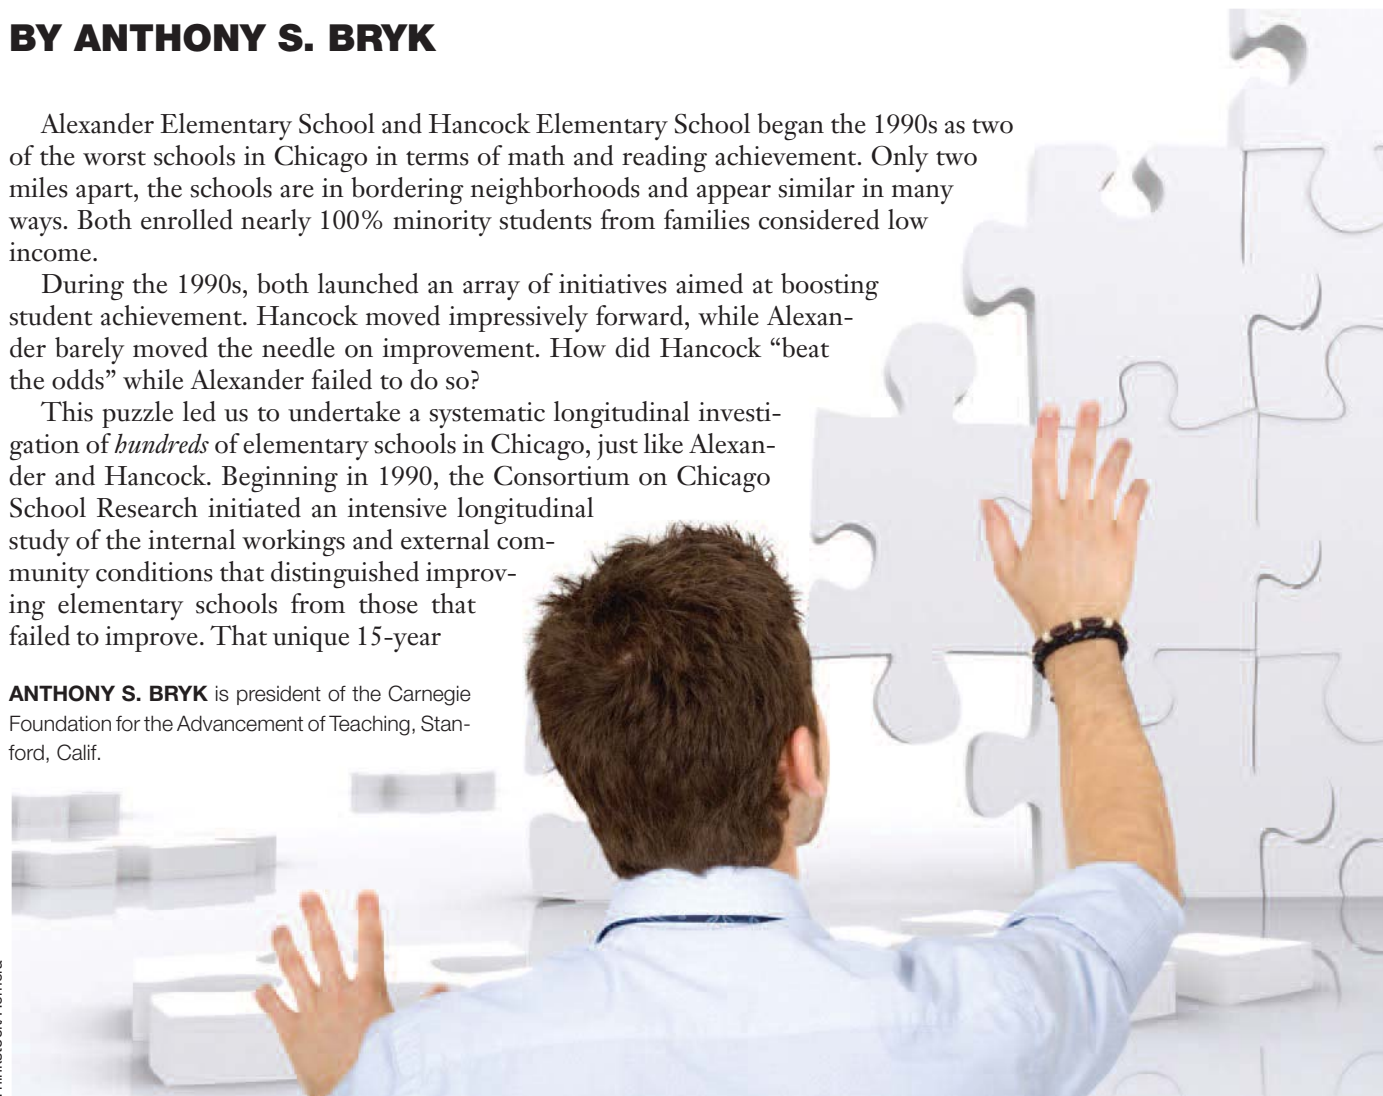 BY ANTHONY S. BRYK
Alexander Elementary School and Hancock Elementary School began the 1990s as two
of the worst schools in Chicago in terms of math and reading achievement. Only two
miles apart, the schools are in bordering neighborhoods and appear similar in many
ways. Both enrolled nearly 100% minority students from families considered low
income.
During the 1990s, both launched an array of initiatives aimed at boosting
student achievement. Hancock moved impressively forward, while Alexan-
der barely moved the needle on improvement. How did Hancock “beat
the odds” while Alexander failed to do so?
This puzzle led us to undertake a systematic longitudinal investi-
gation of hundreds of elementary schools in Chicago, just like Alexan-
der and Hancock. Beginning in 1990, the Consortium on Chicago
School Research initiated an intensive longitudinal
study of the internal workings and external com-
munity conditions that distinguished improv-
ing elementary schools from those that
failed to improve. That unique 15-year
ANTHONY S. BRYK is president of the Carnegie
Foundation for the Advancement of Teaching, Stan-
ford, Calif.